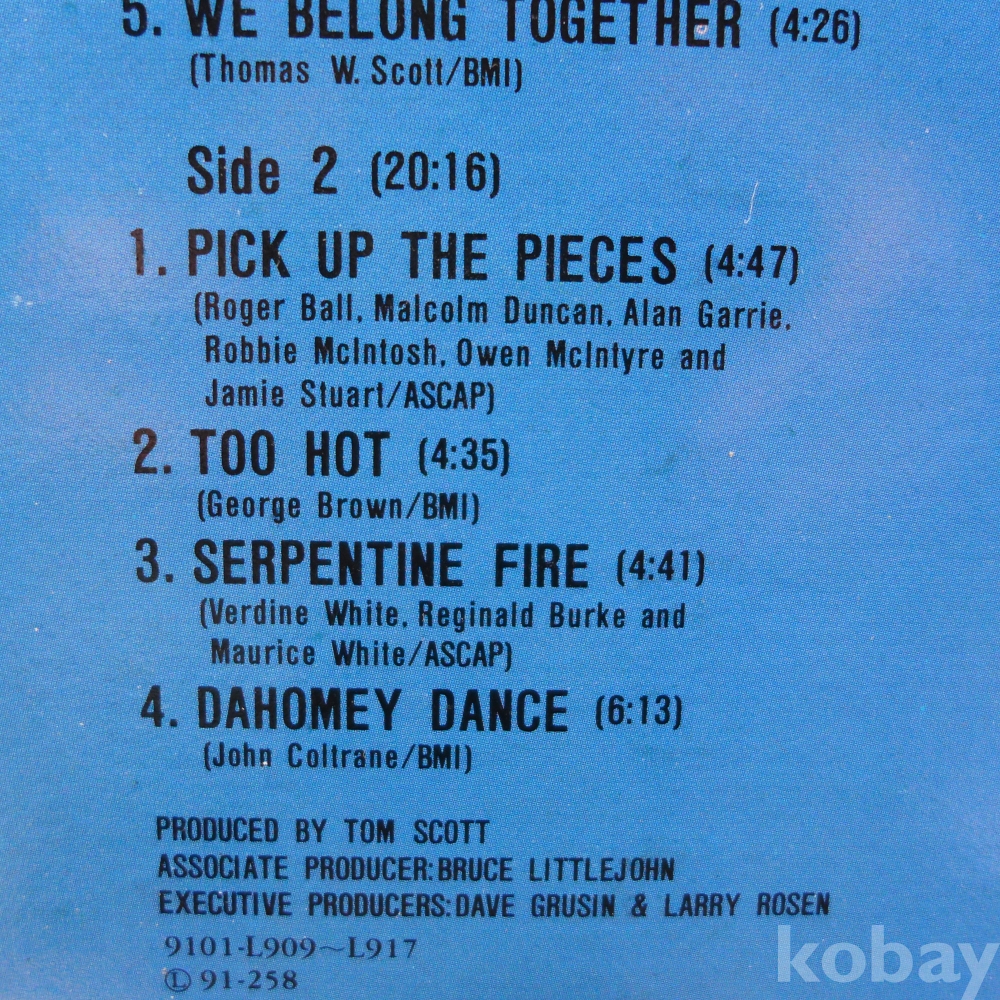 5. WE BELONG TOGETHER (4:26)
(Thomas W. Scott/BMI)
Side 2 (20:16)
1. PICK UP THE PIECES (4:47)
(Roger Ball, Malcolm Duncan, Alan Garrie,
Robbie McIntosh, Owen McIntyre and
Jamie Stuart/ASCAP)
2. TOO HOT (4:35)
(George Brown/BMI)
3. SERPENTINE FIRE (4:41)
(Verdine White, Reginald Burke and
Maurice White/ASCAP)
4. DAHOMEY DANCE (6:13)
(John Coltrane/BMI)
PRODUCED BY TOM SCOTT
ASSOCIATE PRODUCER:BRUCE LITTLEJOHN
EXECUTIVE PRODUCERS:DAVE GRUSIN & LARRY ROSEN
9101-L909~L917
Ⓛ 91-258
kobay